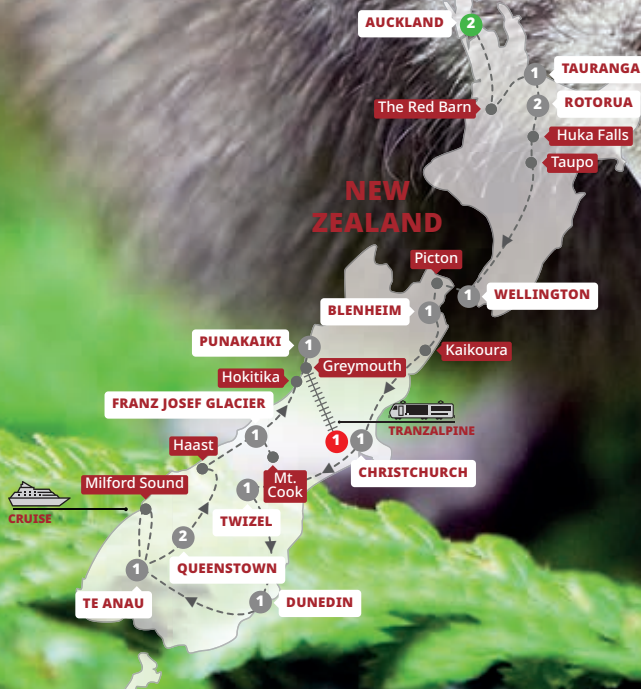 AUCKLAND
2
1
TAURANGA
The Red Barn
2
ROTORUA
Huka Falls
Taupo
NEW
ZEALAND
Picton
1
WELLINGTON
BLENHEIM
1
PUNAKAIKI
1
Kaikoura
Greymouth
Hokitika
FRANZ JOSEF GLACIER
TRANZALPINE
1
1
1
Haast
CHRISTCHURCH
Mt.
Cook
Milford Sound
1
CRUISE
TWIZEL
2
QUEENSTOWN
1
TE ANAU
1
DUNEDIN